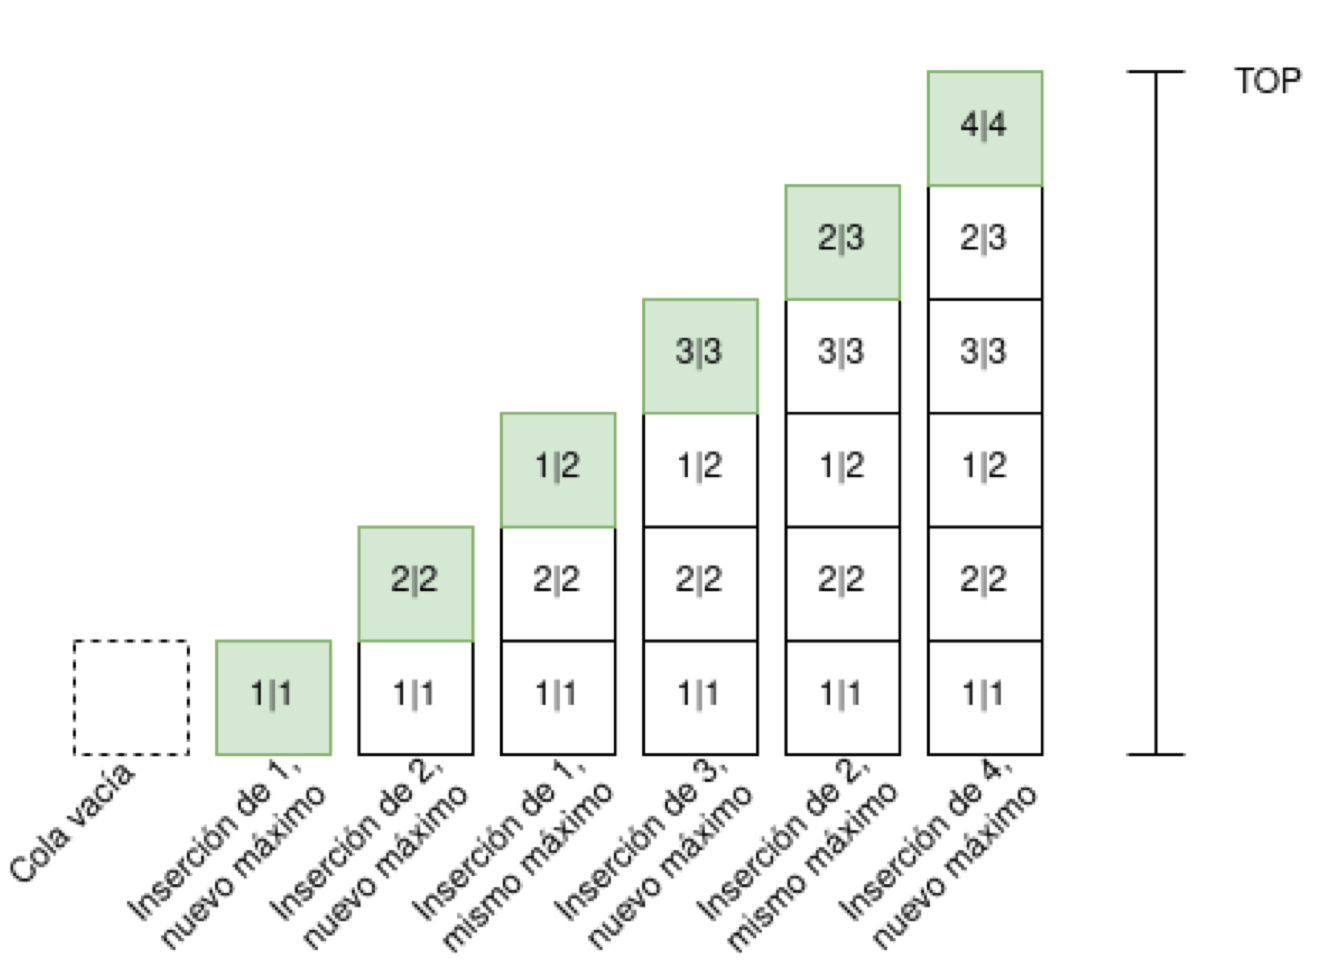 TOP
4|4
2|3 2|3
3|3 3|3 3|3
1|2 1|2 1|2 1|2
2|2 2|2 2|2 2|2 2|2
1|1 1|1 1|1 1|1 1|1 1|1
Cola vacía
Inserción de 1,
nuevo máximo
Inserción de 2,
nuevo máximo
Inserción de 1,
mismo máximo
Inserción de 3,
nuevo máximo
Inserción de 2,
mismo máximo
Inserción de 4,
nuevo máximo